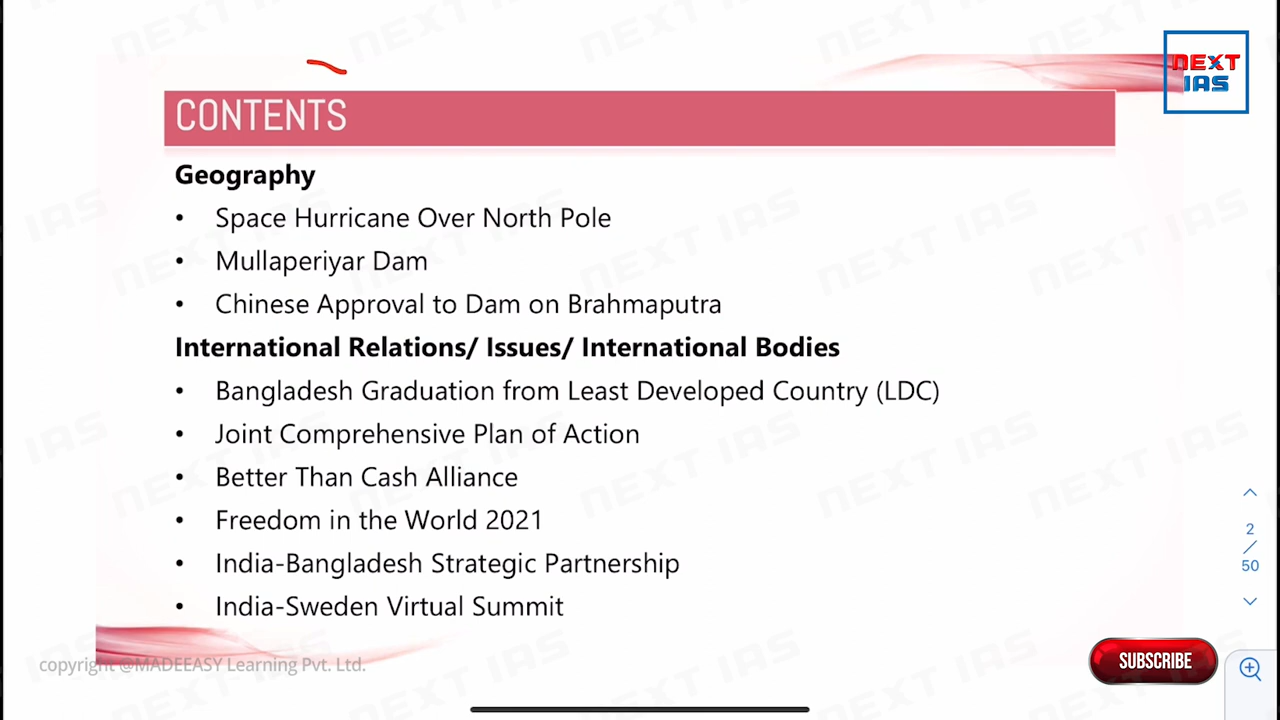 NEXT
IAS
CONTENTS
Geography
• Space Hurricane Over North Pole
• Mullaperiyar Dam
• Chinese Approval to Dam on Brahmaputra
International Relations/ Issues/ International Bodies
• Bangladesh Graduation from Least Developed Country (LDC)
• Joint Comprehensive Plan of Action
• Better Than Cash Alliance
• Freedom in the World 2021
• India-Bangladesh Strategic Partnership
• India-Sweden Virtual Summit
2
/
50
copyright @MADEEASY Learning Pvt. Ltd.
SUBSCRIBE